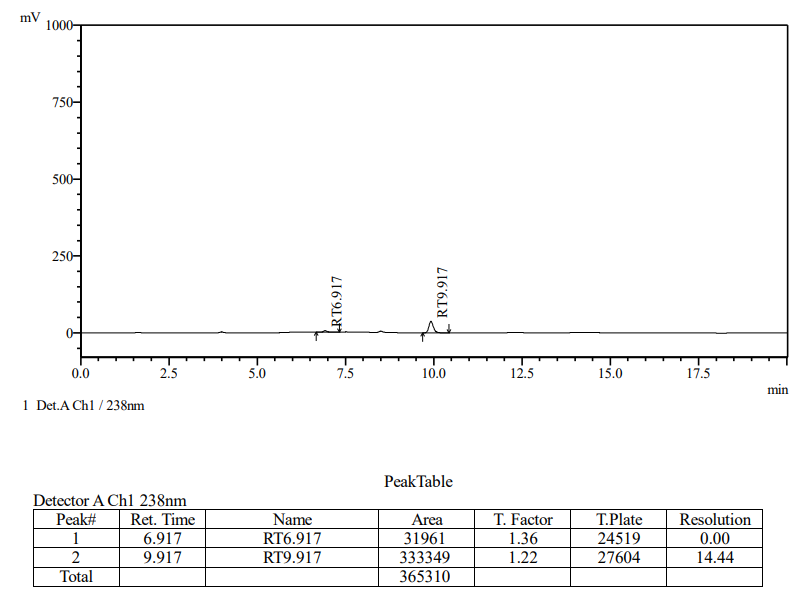 mV
1000
750
500
250
0
RT6.917
RT9.917
0.0 2.5 5.0 7.5 10.0 12.5 15.0 17.5
min
1 Det.A Ch1 / 238nm
PeakTable
Detector A Ch1 238nm
Peak# Ret. Time Name Area T. Factor T.Plate Resolution
1 6.917 RT6.917 31961 1.36 24519 0.00
2 9.917 RT9.917 333349 1.22 27604 14.44
Total 365310